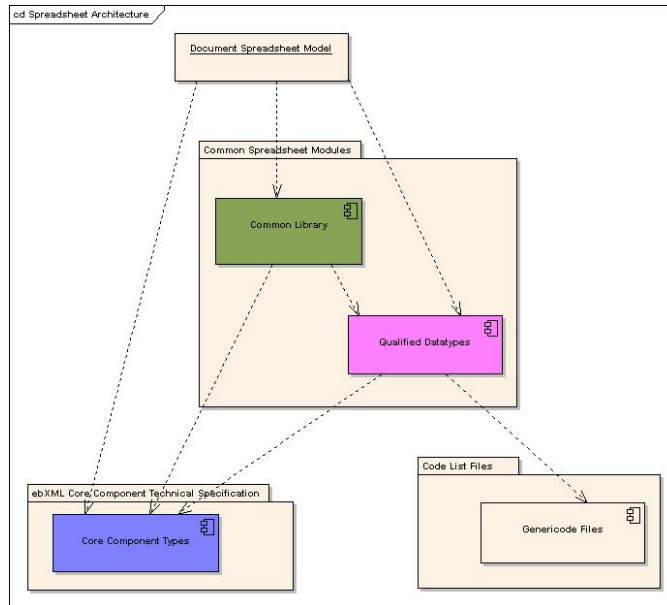 cd Spreadsheet Architecture
Document Spreadsheet Model
Common Spreadsheet Modules
Common Library
Qualified Datatypes
Code List Files
ebXML Core Component Technical Specification
Genericode Files
Core Component Types